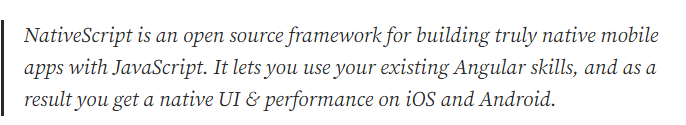 NativeScript is an open source framework for building truly native mobile
apps with JavaScript. It lets you use your existing Angular skills, and as a
result you get a native UI & performance on iOS and Android.